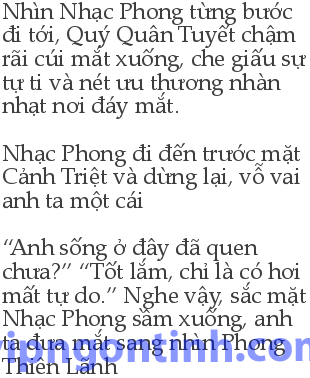 Nhìn Nhạc Phong từng bước
đi tới, Quý Quân Tuyết chậm
rãi cúi mắt xuống, che giấu sự
tự ti và nét ưu thương nhàn
nhạt nơi đáy mắt.
Nhạc Phong đi đến trước mặt
Cảnh Triệt và dừng lại, vỗ vai
anh ta một cái
“Anh sống ở đây đã quen
chưa?” “Tốt lắm, chỉ là có hơi
mất tự do.” Nghe vậy, sắc mặt
Nhạc Phong sầm xuống, anh
ta đưa mắt sang nhìn Phong
Thiên Lãnh